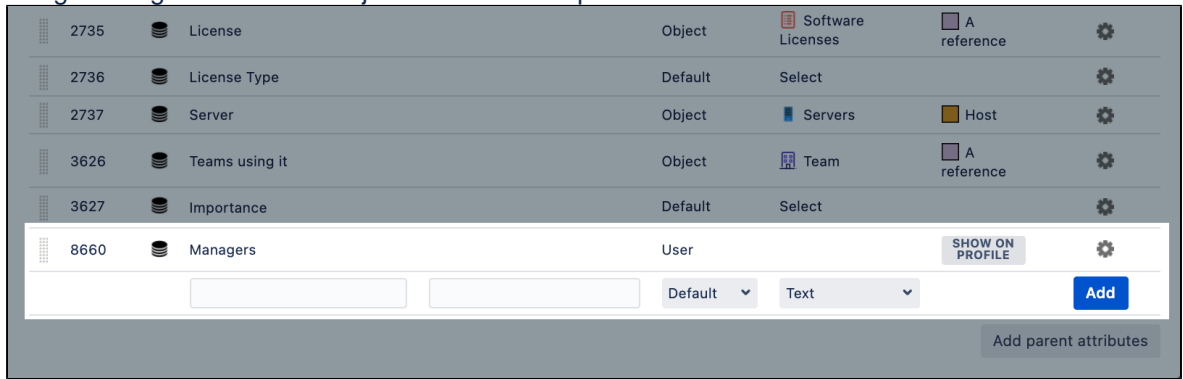 2735 License Object Software Licenses A reference
2736 License Type Default Select
2737 Server Object Servers Host
3626 Teams using it Object Team A reference
3627 Importance Default Select
8660 Managers User SHOW ON PROFILE
Default Text Add
Add parent attributes